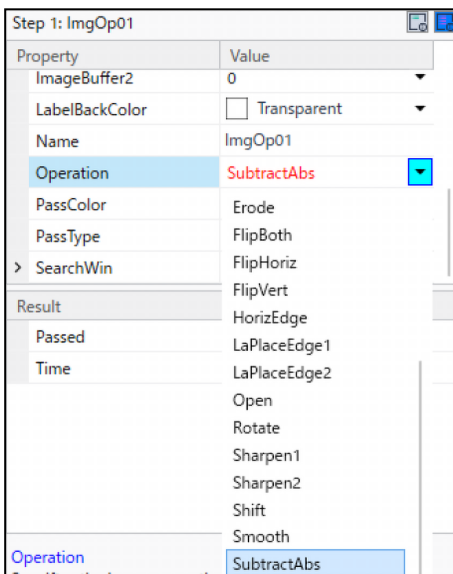 Step 1: ImgOp01
Property Value
ImageBuffer2 0
LabelBackColor Transparent
Name ImgOp01
Operation SubtractAbs
PassColor
Erode
PassType
FlipBoth
SearchWin
FlipHoriz
FlipVert
Result
HorizEdge
Passed
LaPlaceEdge1
Time
LaPlaceEdge2
Open
Rotate
Sharpen1
Sharpen2
Shift
Smooth
Operation
SubtractAbs